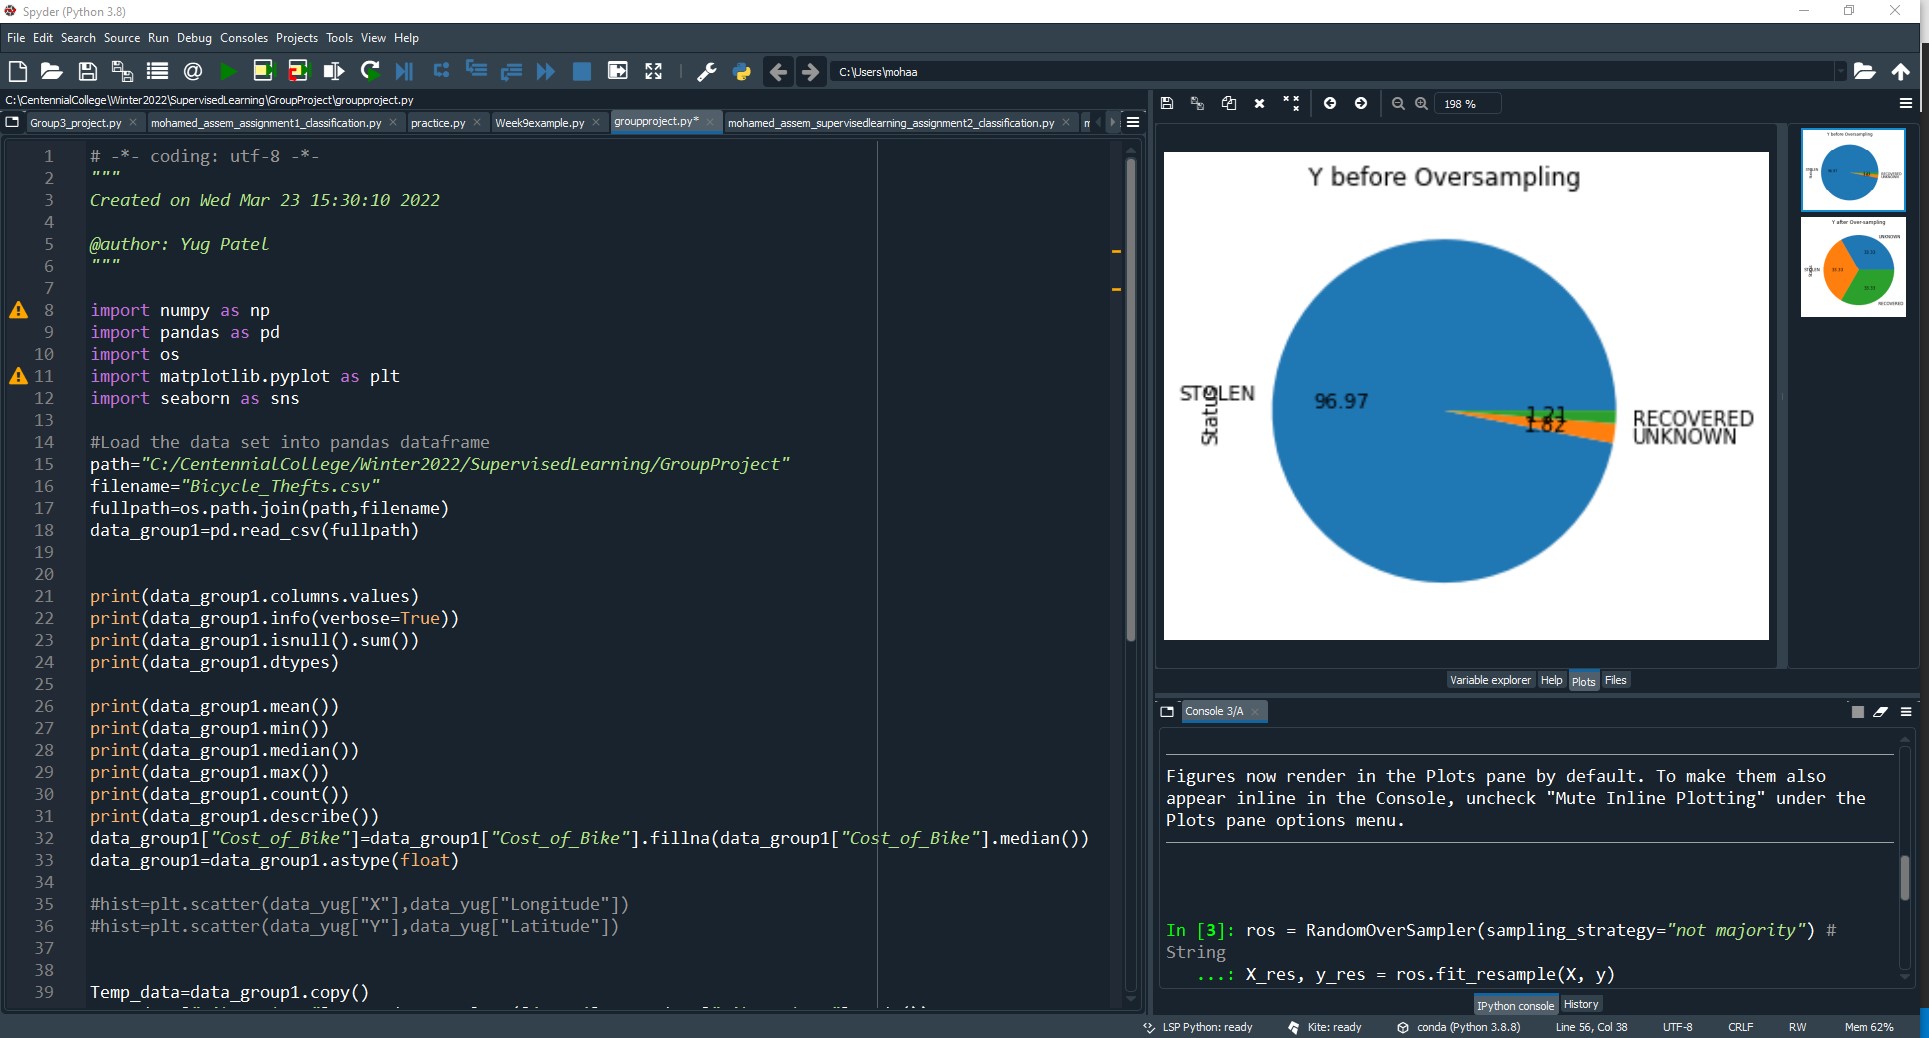 Spyder (Python 3.8)
File Edit Search Source Run Debug Consoles Projects Tools View Help
C:\Users\mohaa
C:\CentennialCollege\Winter2022\SupervisedLearning\GroupProject\groupproject.py
Group3_project.py mohamed_assem_assignment1_classification.py practice.py Week9example.py groupproject.py* mohamed_assem_supervisedlearning_assignment2_classification.py
1 # -*- coding: utf-8 -*-
2 """
3 Created on Wed Mar 23 15:30:10 2022
4
5 @author: Yug Patel
6 """
7
8 import numpy as np
9 import pandas as pd
10 import os
11 import matplotlib.pyplot as plt
12 import seaborn as sns
13
14 #Load the data set into pandas dataframe
15 path="C:/CentennialCollege/Winter2022/SupervisedLearning/GroupProject"
16 filename="Bicycle_Thefts.csv"
17 fullpath=os.path.join(path,filename)
18 data_group1=pd.read_csv(fullpath)
19
20
21 print(data_group1.columns.values)
22 print(data_group1.info(verbose=True))
23 print(data_group1.isnull().sum())
24 print(data_group1.dtypes)
25
26 print(data_group1.mean())
27 print(data_group1.min())
28 print(data_group1.median())
29 print(data_group1.max())
30 print(data_group1.count())
31 print(data_group1.describe())
32 data_group1["Cost_of_Bike"]=data_group1["Cost_of_Bike"].fillna(data_group1["Cost_of_Bike"].median())
33 data_group1=data_group1.astype(float)
34
35 #hist=plt.scatter(data_yug["X"],data_yug["Longitude"])
36 #hist=plt.scatter(data_yug["Y"],data_yug["Latitude"])
37
38
39 Temp_data=data_group1.copy()
198 %
Y before Oversampling
STOLEN
Status
96.97
1.21
1.82
RECOVERED
UNKNOWN
Y before Oversampling
Y after Over-sampling
UNKNOWN
RECOVERED
Variable explorer Help Plots Files
Console 3/A
Figures now render in the Plots pane by default. To make them also
appear inline in the Console, uncheck "Mute Inline Plotting" under the
Plots pane options menu.
In [3]: ros = RandomOverSampler(sampling_strategy="not majority") #
String
...: X_res, y_res = ros.fit_resample(X, y)
IPython console History
LSP Python: ready Kite: ready conda (Python 3.8.8) Line 56, Col 38 UTF-8 CRLF RW Mem 62%